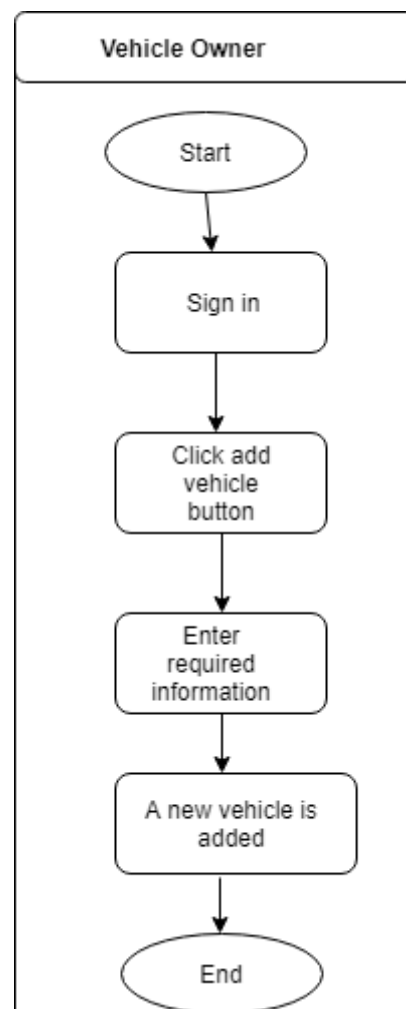 Vehicle Owner
Start
Sign in
Click add
vehicle
button
Enter
required
information
A new vehicle is
added
End